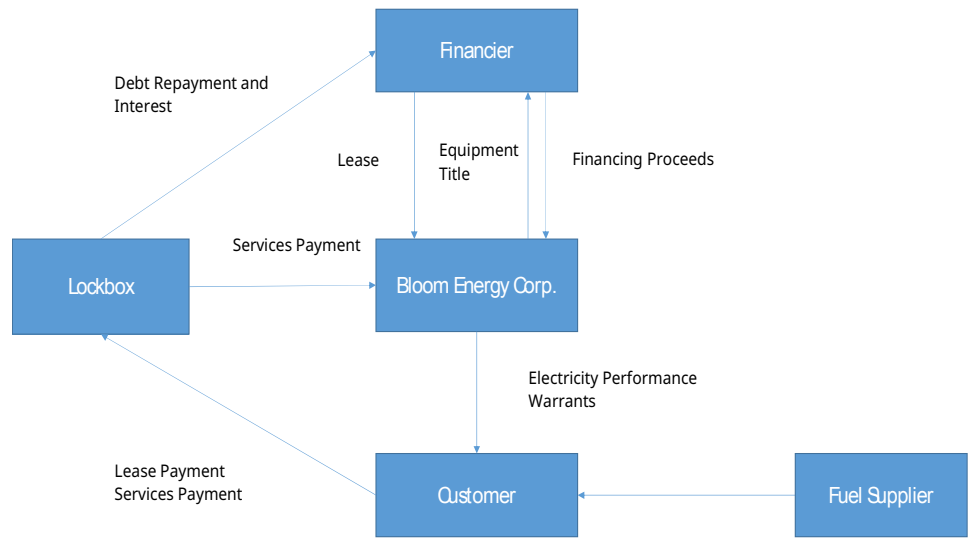 Financier
Debt Repayment and
Interest
Lease
Equipment
Title
Financing Proceeds
Services Payment
Lockbox
Bloom Energy Corp.
Electricity Performance
Warrants
Lease Payment
Services Payment
Customer
Fuel Supplier